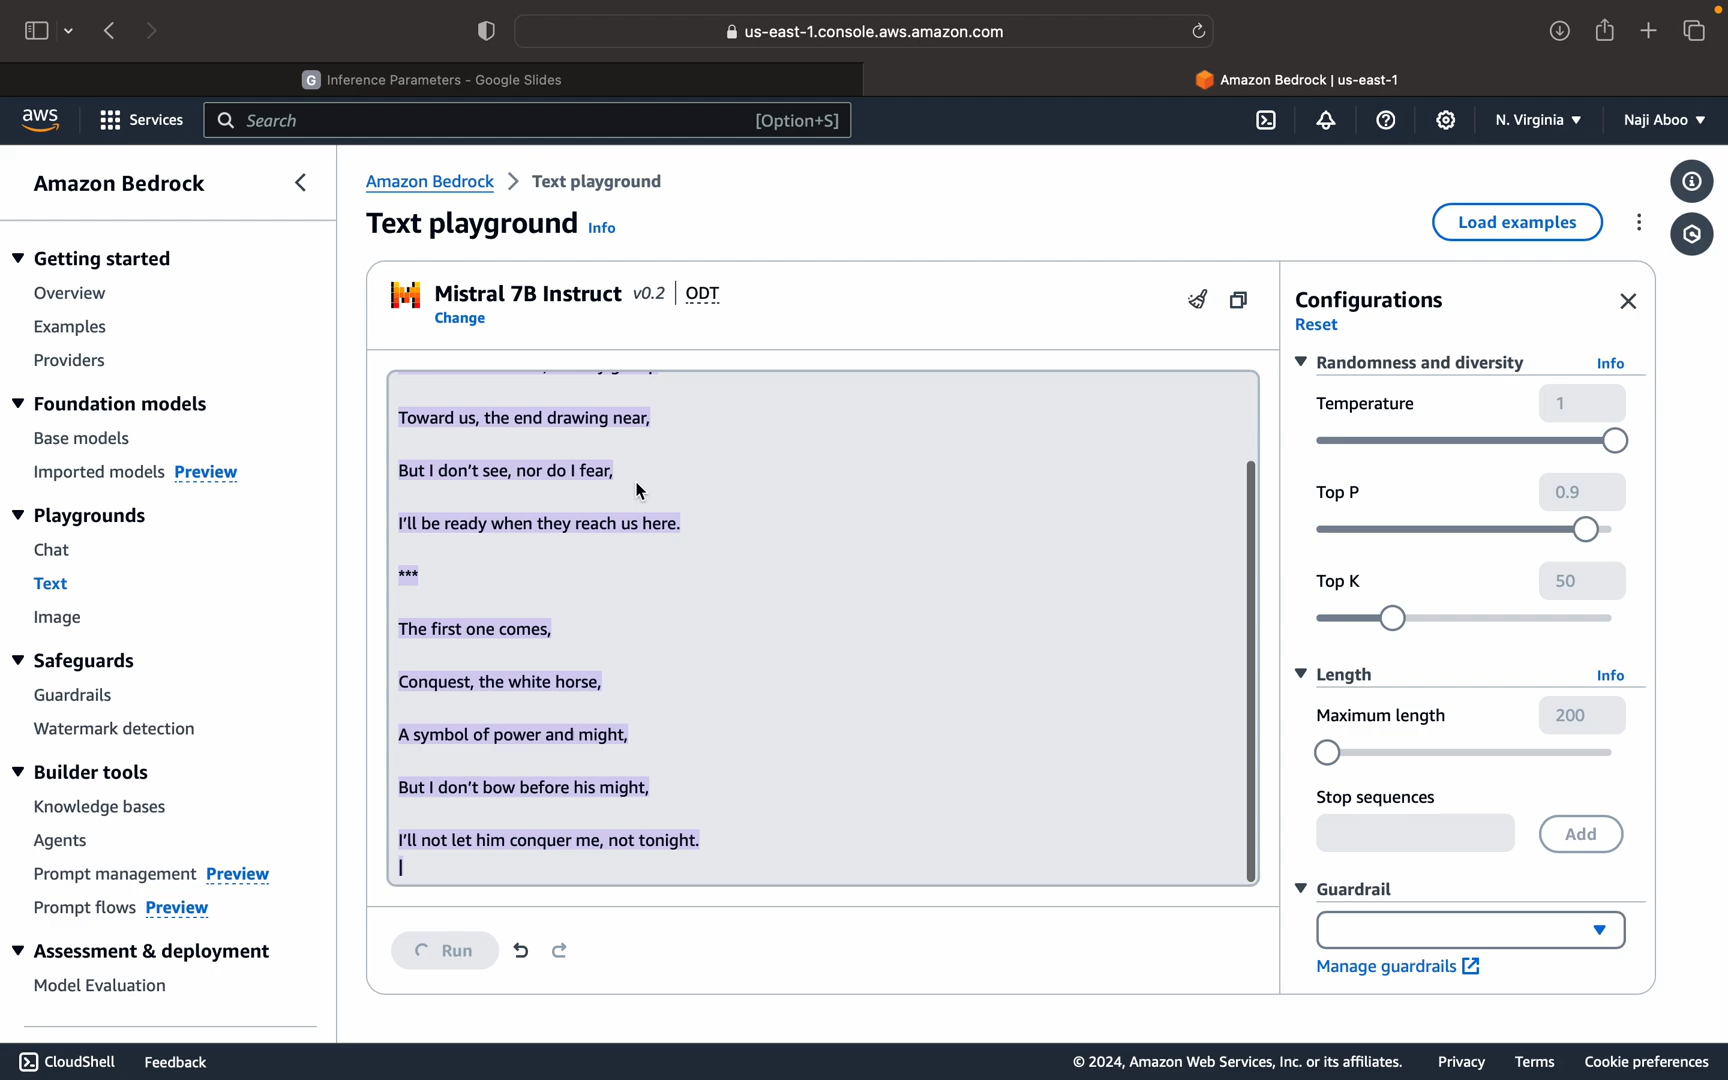 us-east-1.console.aws.amazon.com
G Inference Parameters - Google Slides
Amazon Bedrock | us-east-1
aws
Services
Search
[Option+S]
N. Virginia
Naji Aboo
Amazon Bedrock
Getting started
Overview
Examples
Providers
Foundation models
Base models
Imported models Preview
Playgrounds
Chat
Text
Image
Safeguards
Guardrails
Watermark detection
Builder tools
Knowledge bases
Agents
Prompt management Preview
Prompt flows Preview
Assessment & deployment
Model Evaluation
Amazon Bedrock > Text playground
Text playground Info
Load examples
Mistral 7B Instruct v0.2 | ODT
Change
Toward us, the end drawing near,
But I don't see, nor do I fear,
I'll be ready when they reach us here.
***
The first one comes,
Conquest, the white horse,
A symbol of power and might,
But I don't bow before his might,
I'll not let him conquer me, not tonight.
Run
Configurations
Reset
Randomness and diversity Info
Temperature 1
Top P 0.9
Top K 50
Length Info
Maximum length 200
Stop sequences
Add
Guardrail
Manage guardrails
CloudShell Feedback
© 2024, Amazon Web Services, Inc. or its affiliates. Privacy Terms Cookie preferences